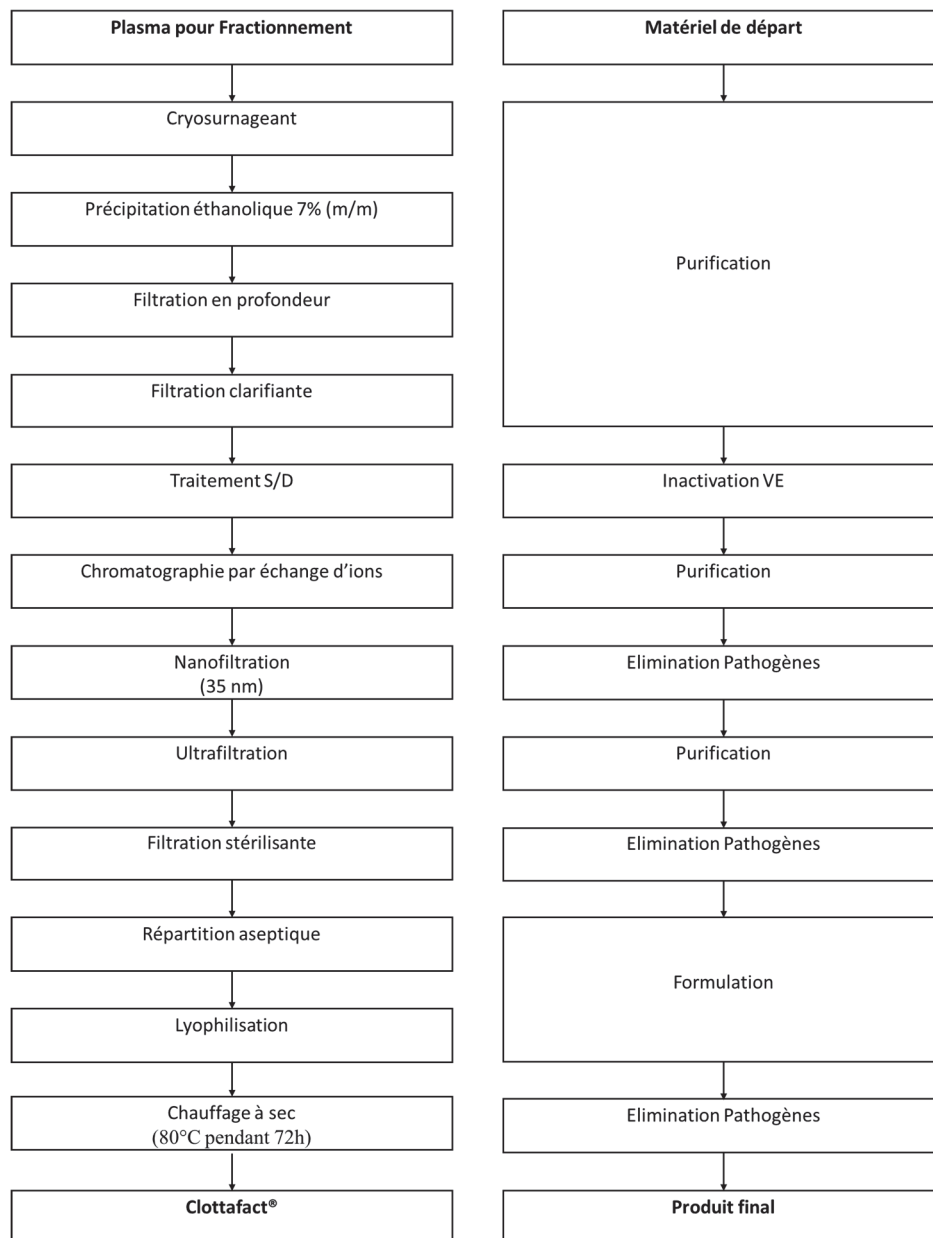 Plasma pour Fractionnement
Matériel de départ
Cryosurnageant
Précipitation éthanolique 7% (m/m)
Purification
Filtration en profondeur
Filtration clarifiante
Traitement S/D
Inactivation VE
Chromatographie par échange d'ions
Purification
Nanofiltration
(35 nm)
Elimination Pathogènes
Ultrafiltration
Purification
Filtration stérilisante
Elimination Pathogènes
Répartition aseptique
Formulation
Lyophilisation
Chauffage à sec
(80°C pendant 72h)
Elimination Pathogènes
Clottafact®
Produit final